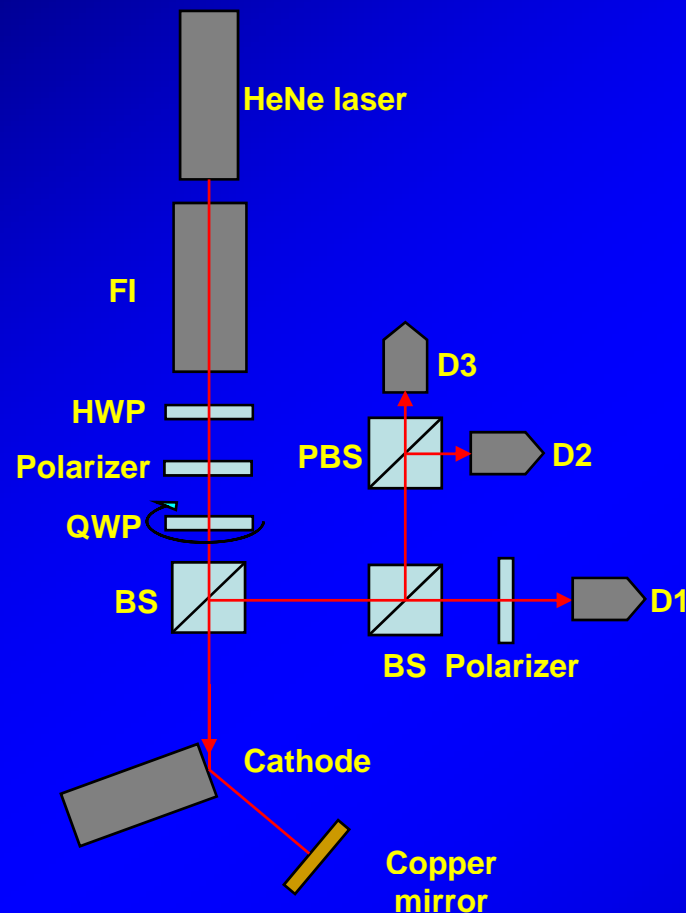 HeNe laser
FI
D3
HWP
PBS
D2
Polarizer
QWP
BS
D1
BS
Polarizer
Cathode
Copper
mirror